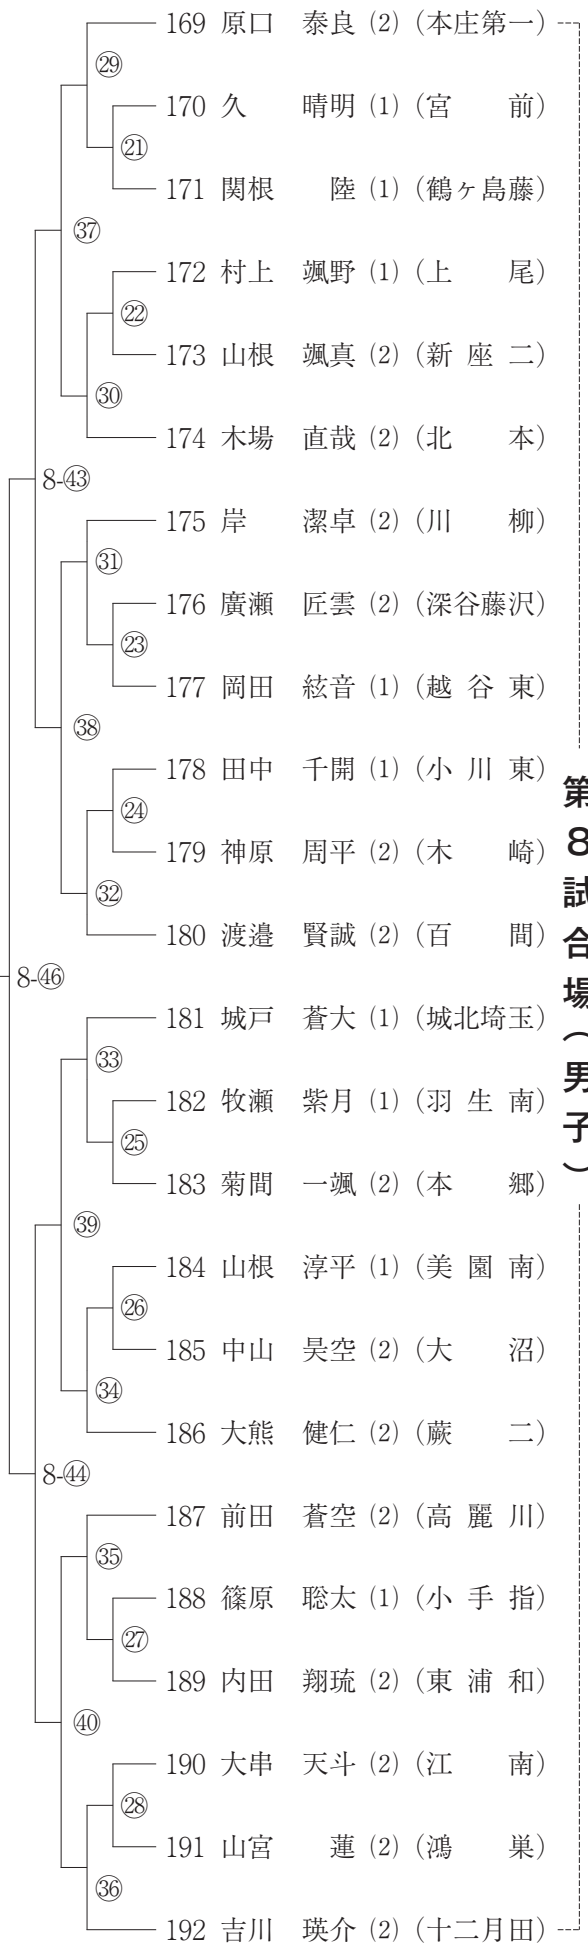 169 原口 泰良 (2) (本庄第一)
㉙
170 久 晴明 (1) (宮 前)
㉑
171 関根 陸 (1) (鶴ヶ島藤)
㊲
172 村上 颯野 (1) (上 尾)
㉒
173 山根 颯真 (2) (新 座 二)
㉚
174 木場 直哉 (2) (北 本)
8-㊸
175 岸 潔卓 (2) (川 柳)
㉛
176 廣瀬 匠雲 (2) (深谷藤沢)
㉓
177 岡田 絃音 (1) (越 谷 東)
㊳
178 田中 千開 (1) (小 川 東)
㉔
179 神原 周平 (2) (木 崎)
㉜
180 渡邉 賢誠 (2) (百 間)
8-㊻
181 城戸 蒼大 (1) (城北埼玉)
㉝
182 牧瀬 紫月 (1) (羽 生 南)
㉕
183 菊間 一颯 (2) (本 郷)
㊴
184 山根 淳平 (1) (美 園 南)
㉖
185 中山 昊空 (2) (大 沼)
㉞
186 大熊 健仁 (2) (蕨 二)
8-㊹
187 前田 蒼空 (2) (高 麗 川)
㉟
188 篠原 聡太 (1) (小 手 指)
㉗
189 内田 翔琉 (2) (東 浦 和)
㊵
190 大串 天斗 (2) (江 南)
㉘
191 山宮 蓮 (2) (鴻 巣)
㊱
192 吉川 瑛介 (2) (十二月田)
第8試合場(男子)